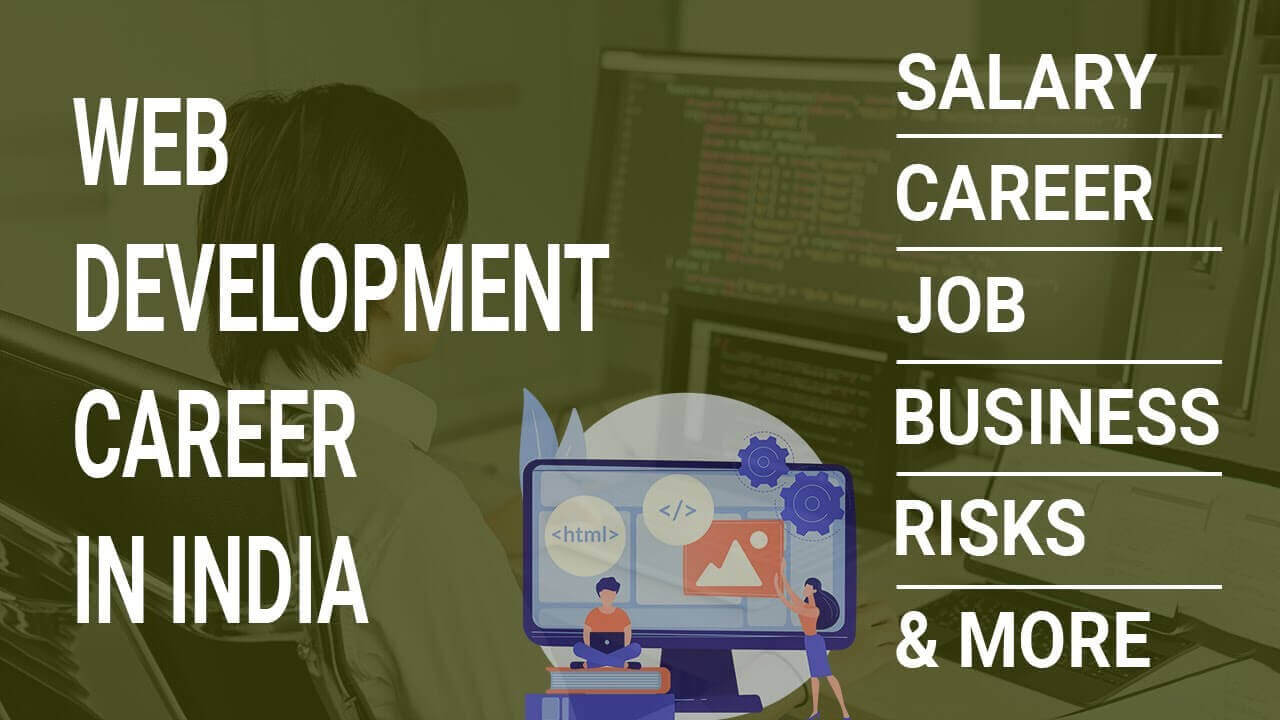 WEB
DEVELOPMENT
CAREER
IN INDIA
SALARY
CAREER
JOB
BUSINESS
RISKS
& MORE
<html>
</>